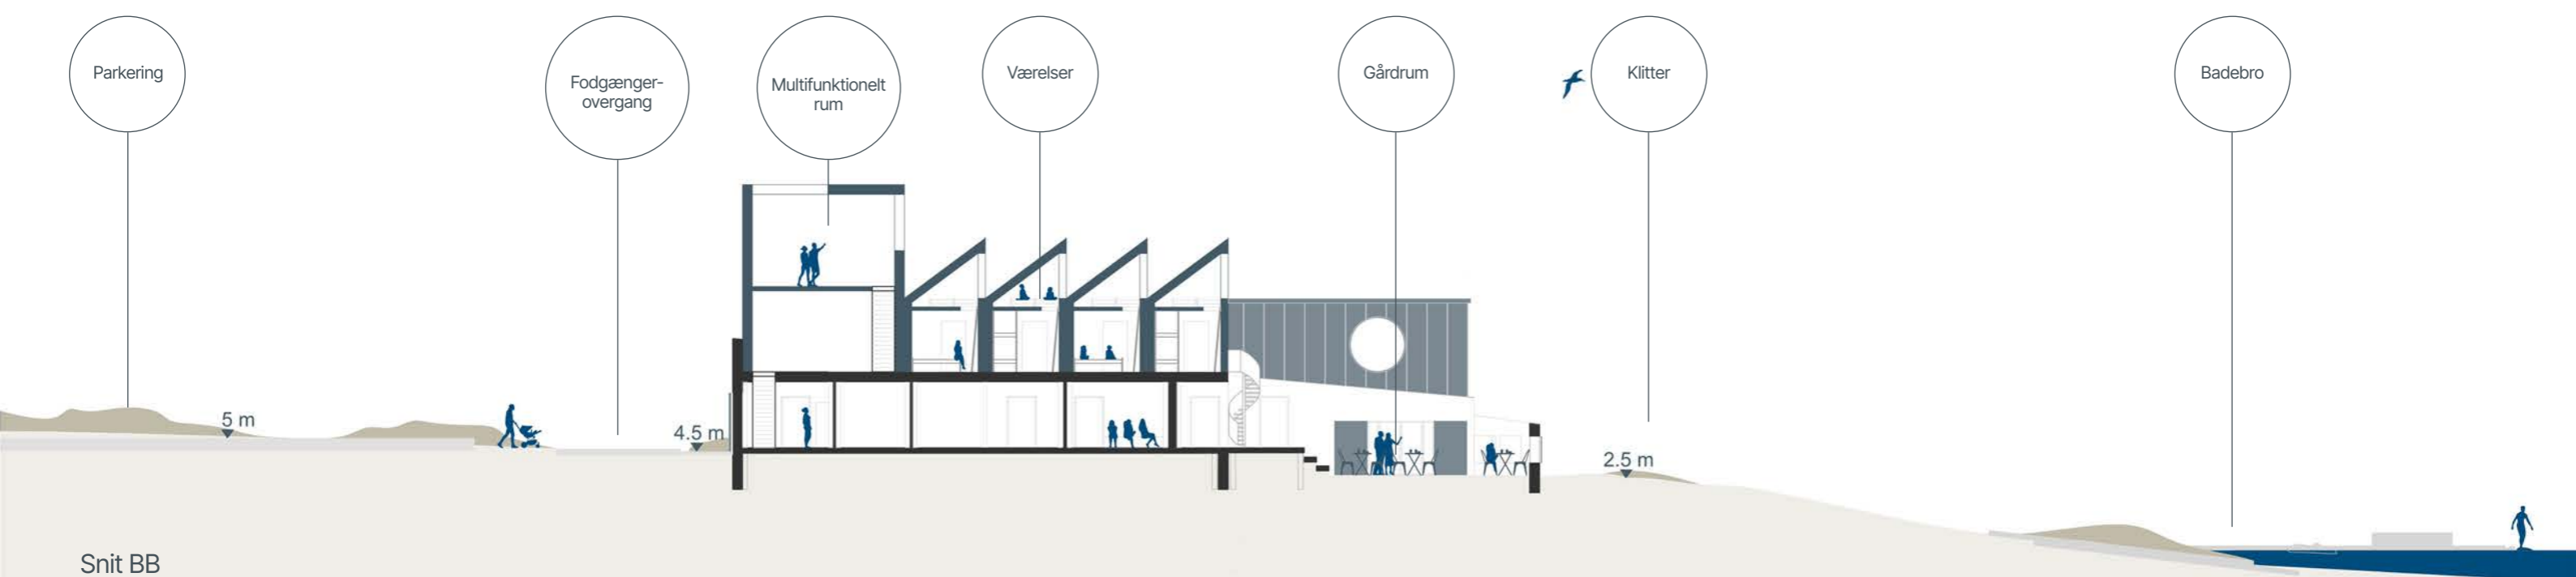 Parkering
Fodgænger-
overgang
Multifunktionelt
rum
Værelser
Gårdrum
Klitter
Badebro
5 m
4.5 m
2.5 m
Snit BB